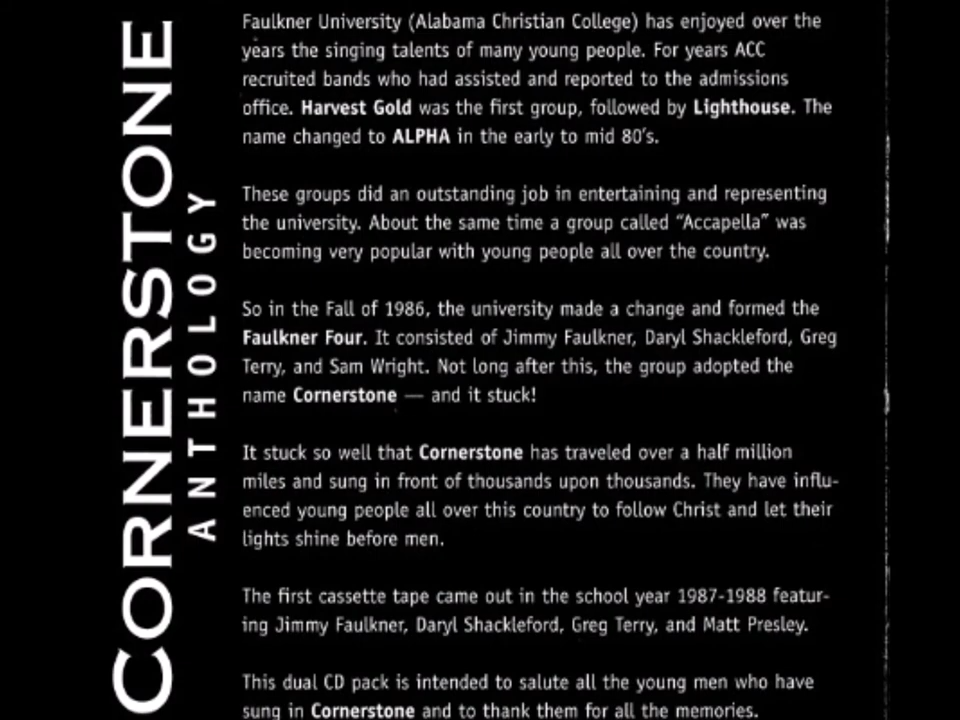 CORNERSTONE
ANTHOLOGY
Faulkner University (Alabama Christian College) has enjoyed over the
years the singing talents of many young people. For years ACC
recruited bands who had assisted and reported to the admissions
office. Harvest Gold was the first group, followed by Lighthouse. The
name changed to ALPHA in the early to mid 80's.
These groups did an outstanding job in entertaining and representing
the university. About the same time a group called “Accapella” was
becoming very popular with young people all over the country.
So in the Fall of 1986, the university made a change and formed the
Faulkner Four. It consisted of Jimmy Faulkner, Daryl Shackleford, Greg
Terry, and Sam Wright. Not long after this, the group adopted the
name Cornerstone — and it stuck!
It stuck so well that Cornerstone has traveled over a half million
miles and sung in front of thousands upon thousands. They have influ-
enced young people all over this country to follow Christ and let their
lights shine before men.
The first cassette tape came out in the school year 1987-1988 featur-
ing Jimmy Faulkner, Daryl Shackleford, Greg Terry, and Matt Presley.
This dual CD pack is intended to salute all the young men who have
sung in Cornerstone and to thank them for all the memories.